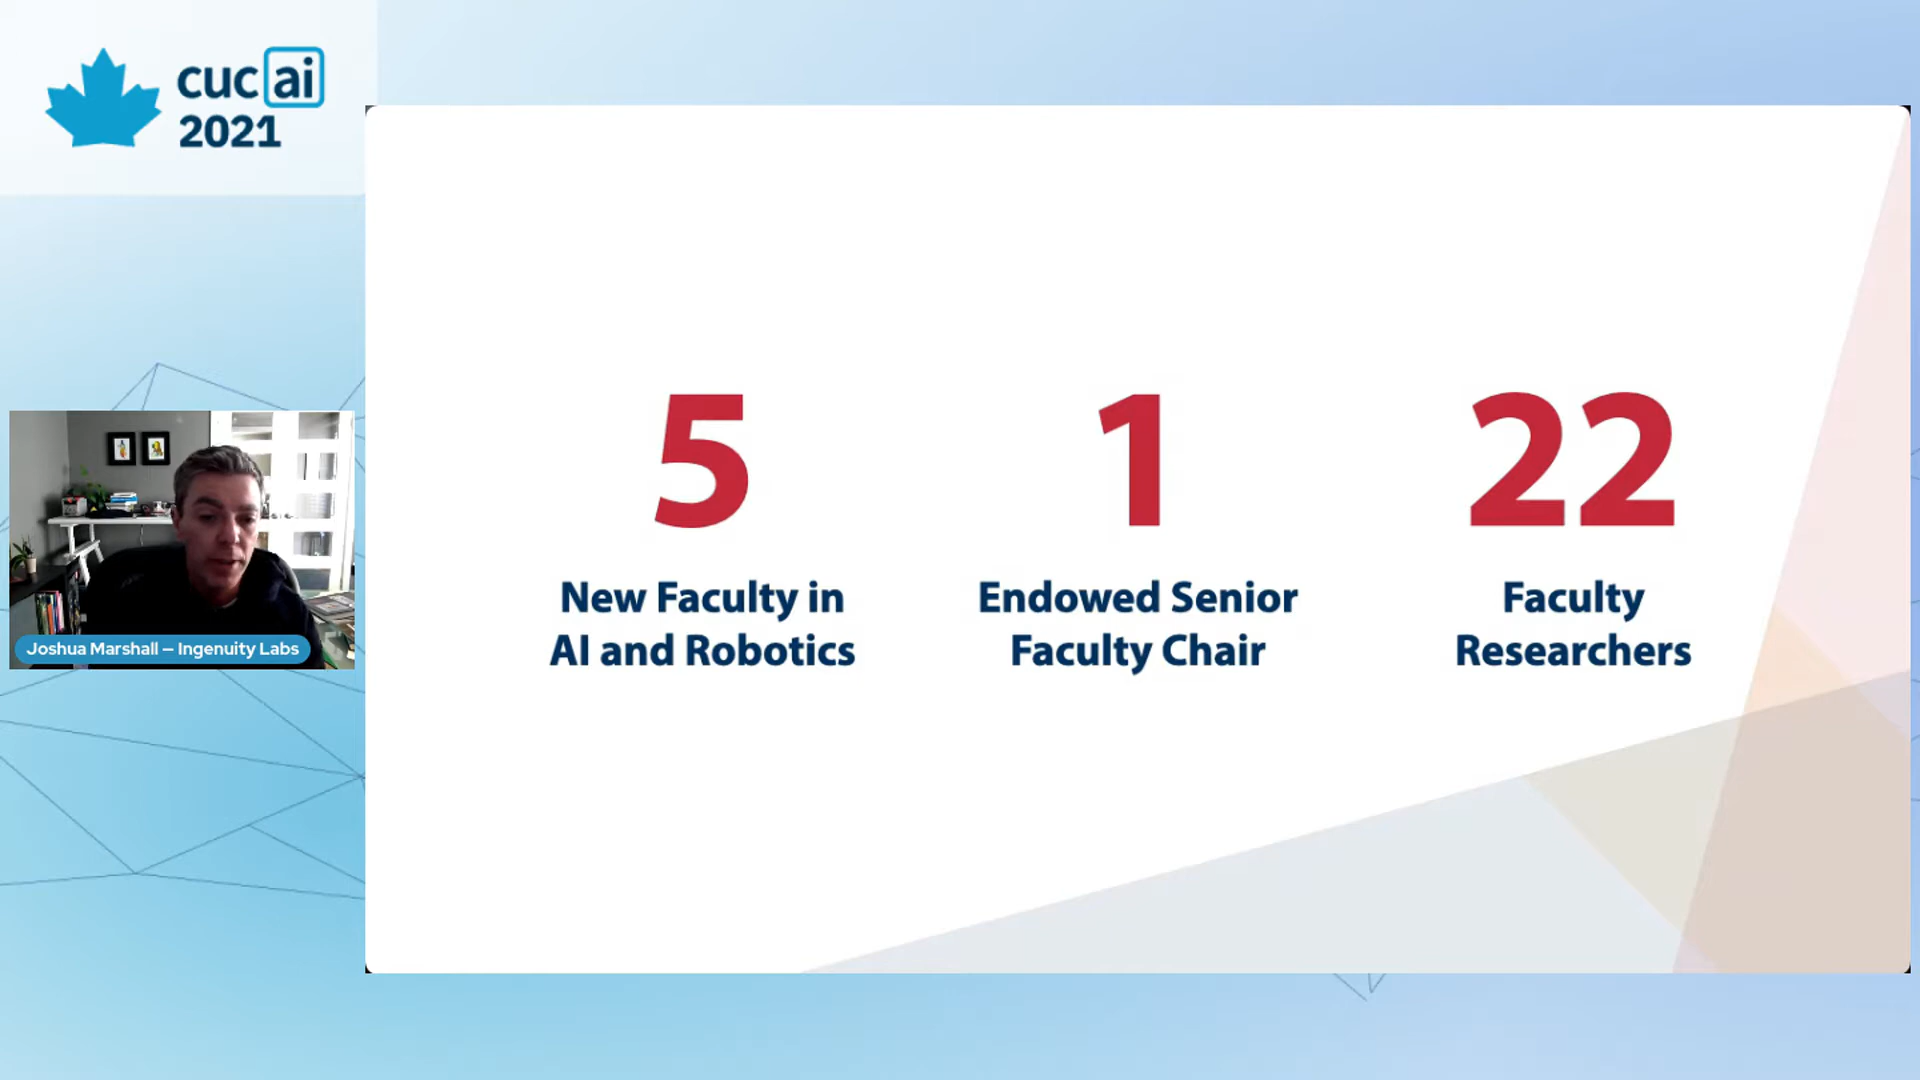 cuc ai
2021
5
New Faculty in
AI and Robotics
1
Endowed Senior
Faculty Chair
22
Faculty
Researchers
Joshua Marshall – Ingenuity Labs